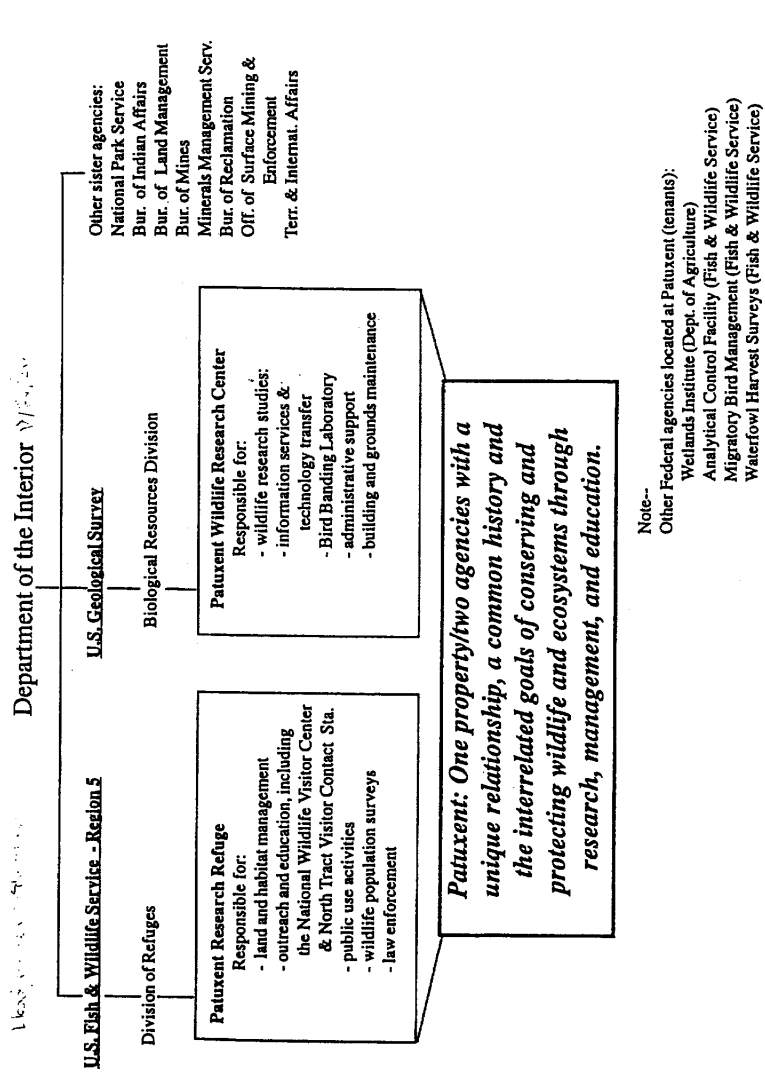 Department of the Interior
U.S. Fish & Wildlife Service - Region 5
Division of Refuges
Patuxent Research Refuge
Responsible for:
- land and habitat management
- outreach and education, including
the National Wildlife Visitor Center
& North Tract Visitor Contact Sta.
- public use activities
- wildlife population surveys
- law enforcement
U.S. Geological Survey
Biological Resources Division
Patuxent Wildlife Research Center
Responsible for:
- wildlife research studies:
- information services &
technology transfer
- Bird Banding Laboratory
- administrative support
- building and grounds maintenance
Other sister agencies:
National Park Service
Bur. of Indian Affairs
Bur. of Land Management
Bur. of Mines
Minerals Management Serv.
Bur. of Reclamation
Off. of Surface Mining &
Enforcement
Terr. & Internat. Affairs
Patuxent: One property/two agencies with a
unique relationship, a common history and
the interrelated goals of conserving and
protecting wildlife and ecosystems through
research, management, and education.
Note--
Other Federal agencies located at Patuxent (tenants):
Wetlands Institute (Dept. of Agriculture)
Analytical Control Facility (Fish & Wildlife Service)
Migratory Bird Management (Fish & Wildlife Service)
Waterfowl Harvest Surveys (Fish & Wildlife Service)